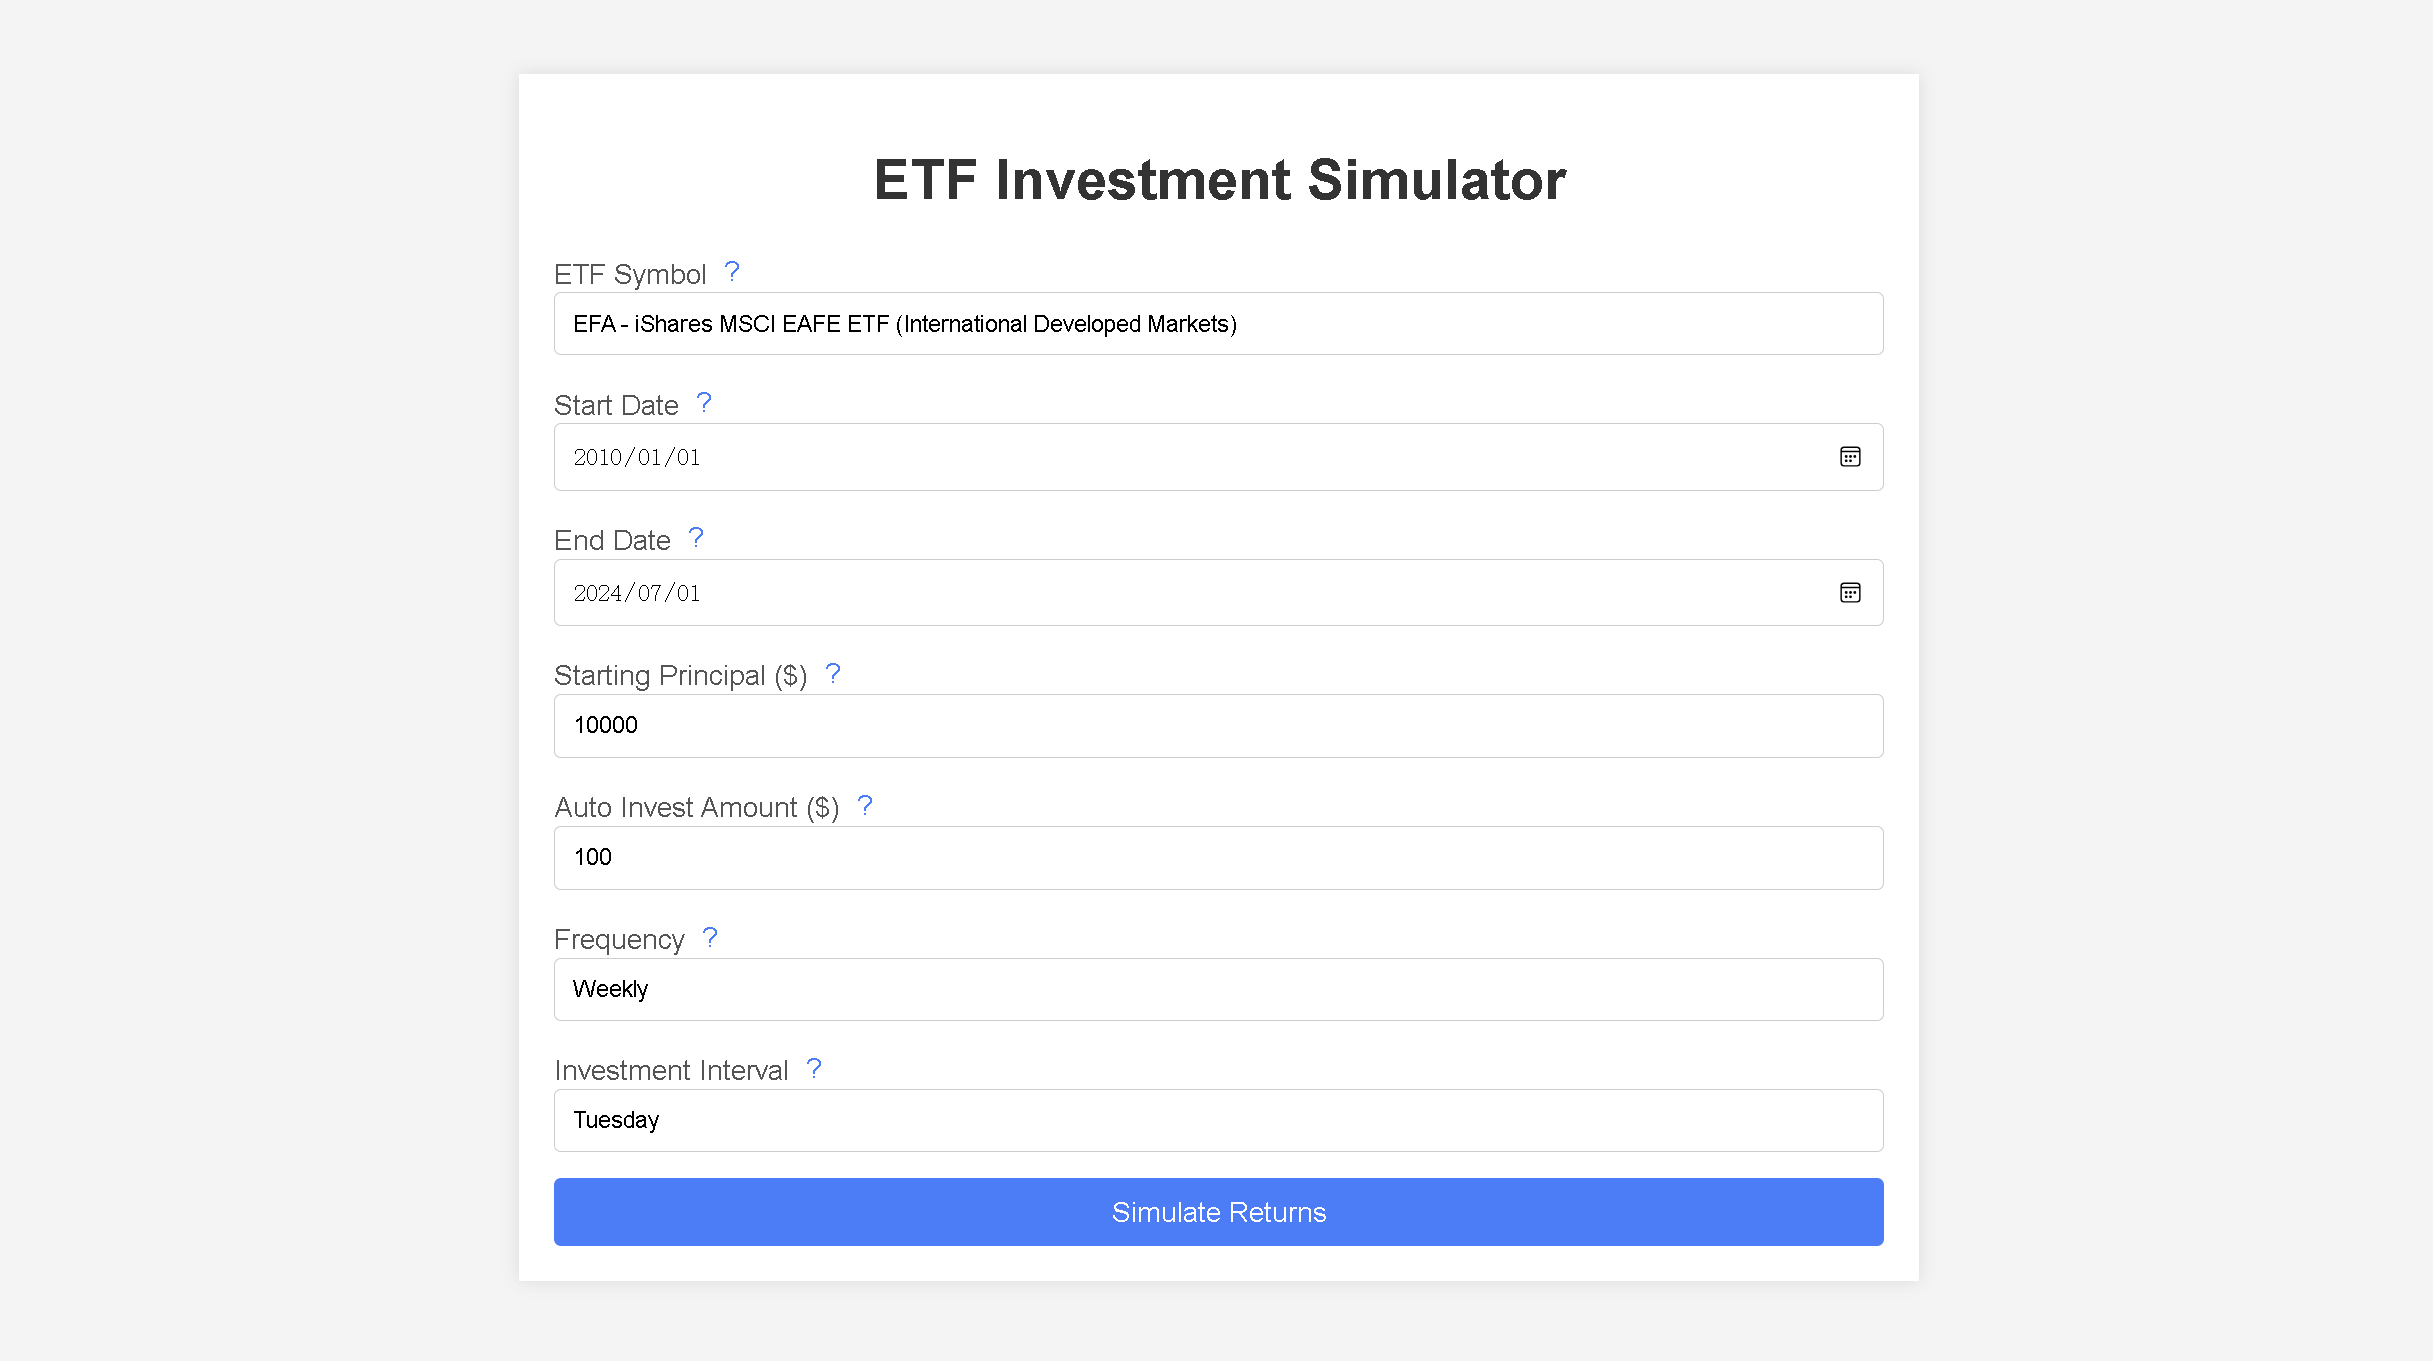 ETF Investment Simulator
ETF Symbol ?
EFA - iShares MSCI EAFE ETF (International Developed Markets)
Start Date ?
2010/01/01
End Date ?
2024/07/01
Starting Principal ($) ?
10000
Auto Invest Amount ($) ?
100
Frequency ?
Weekly
Investment Interval ?
Tuesday
Simulate Returns